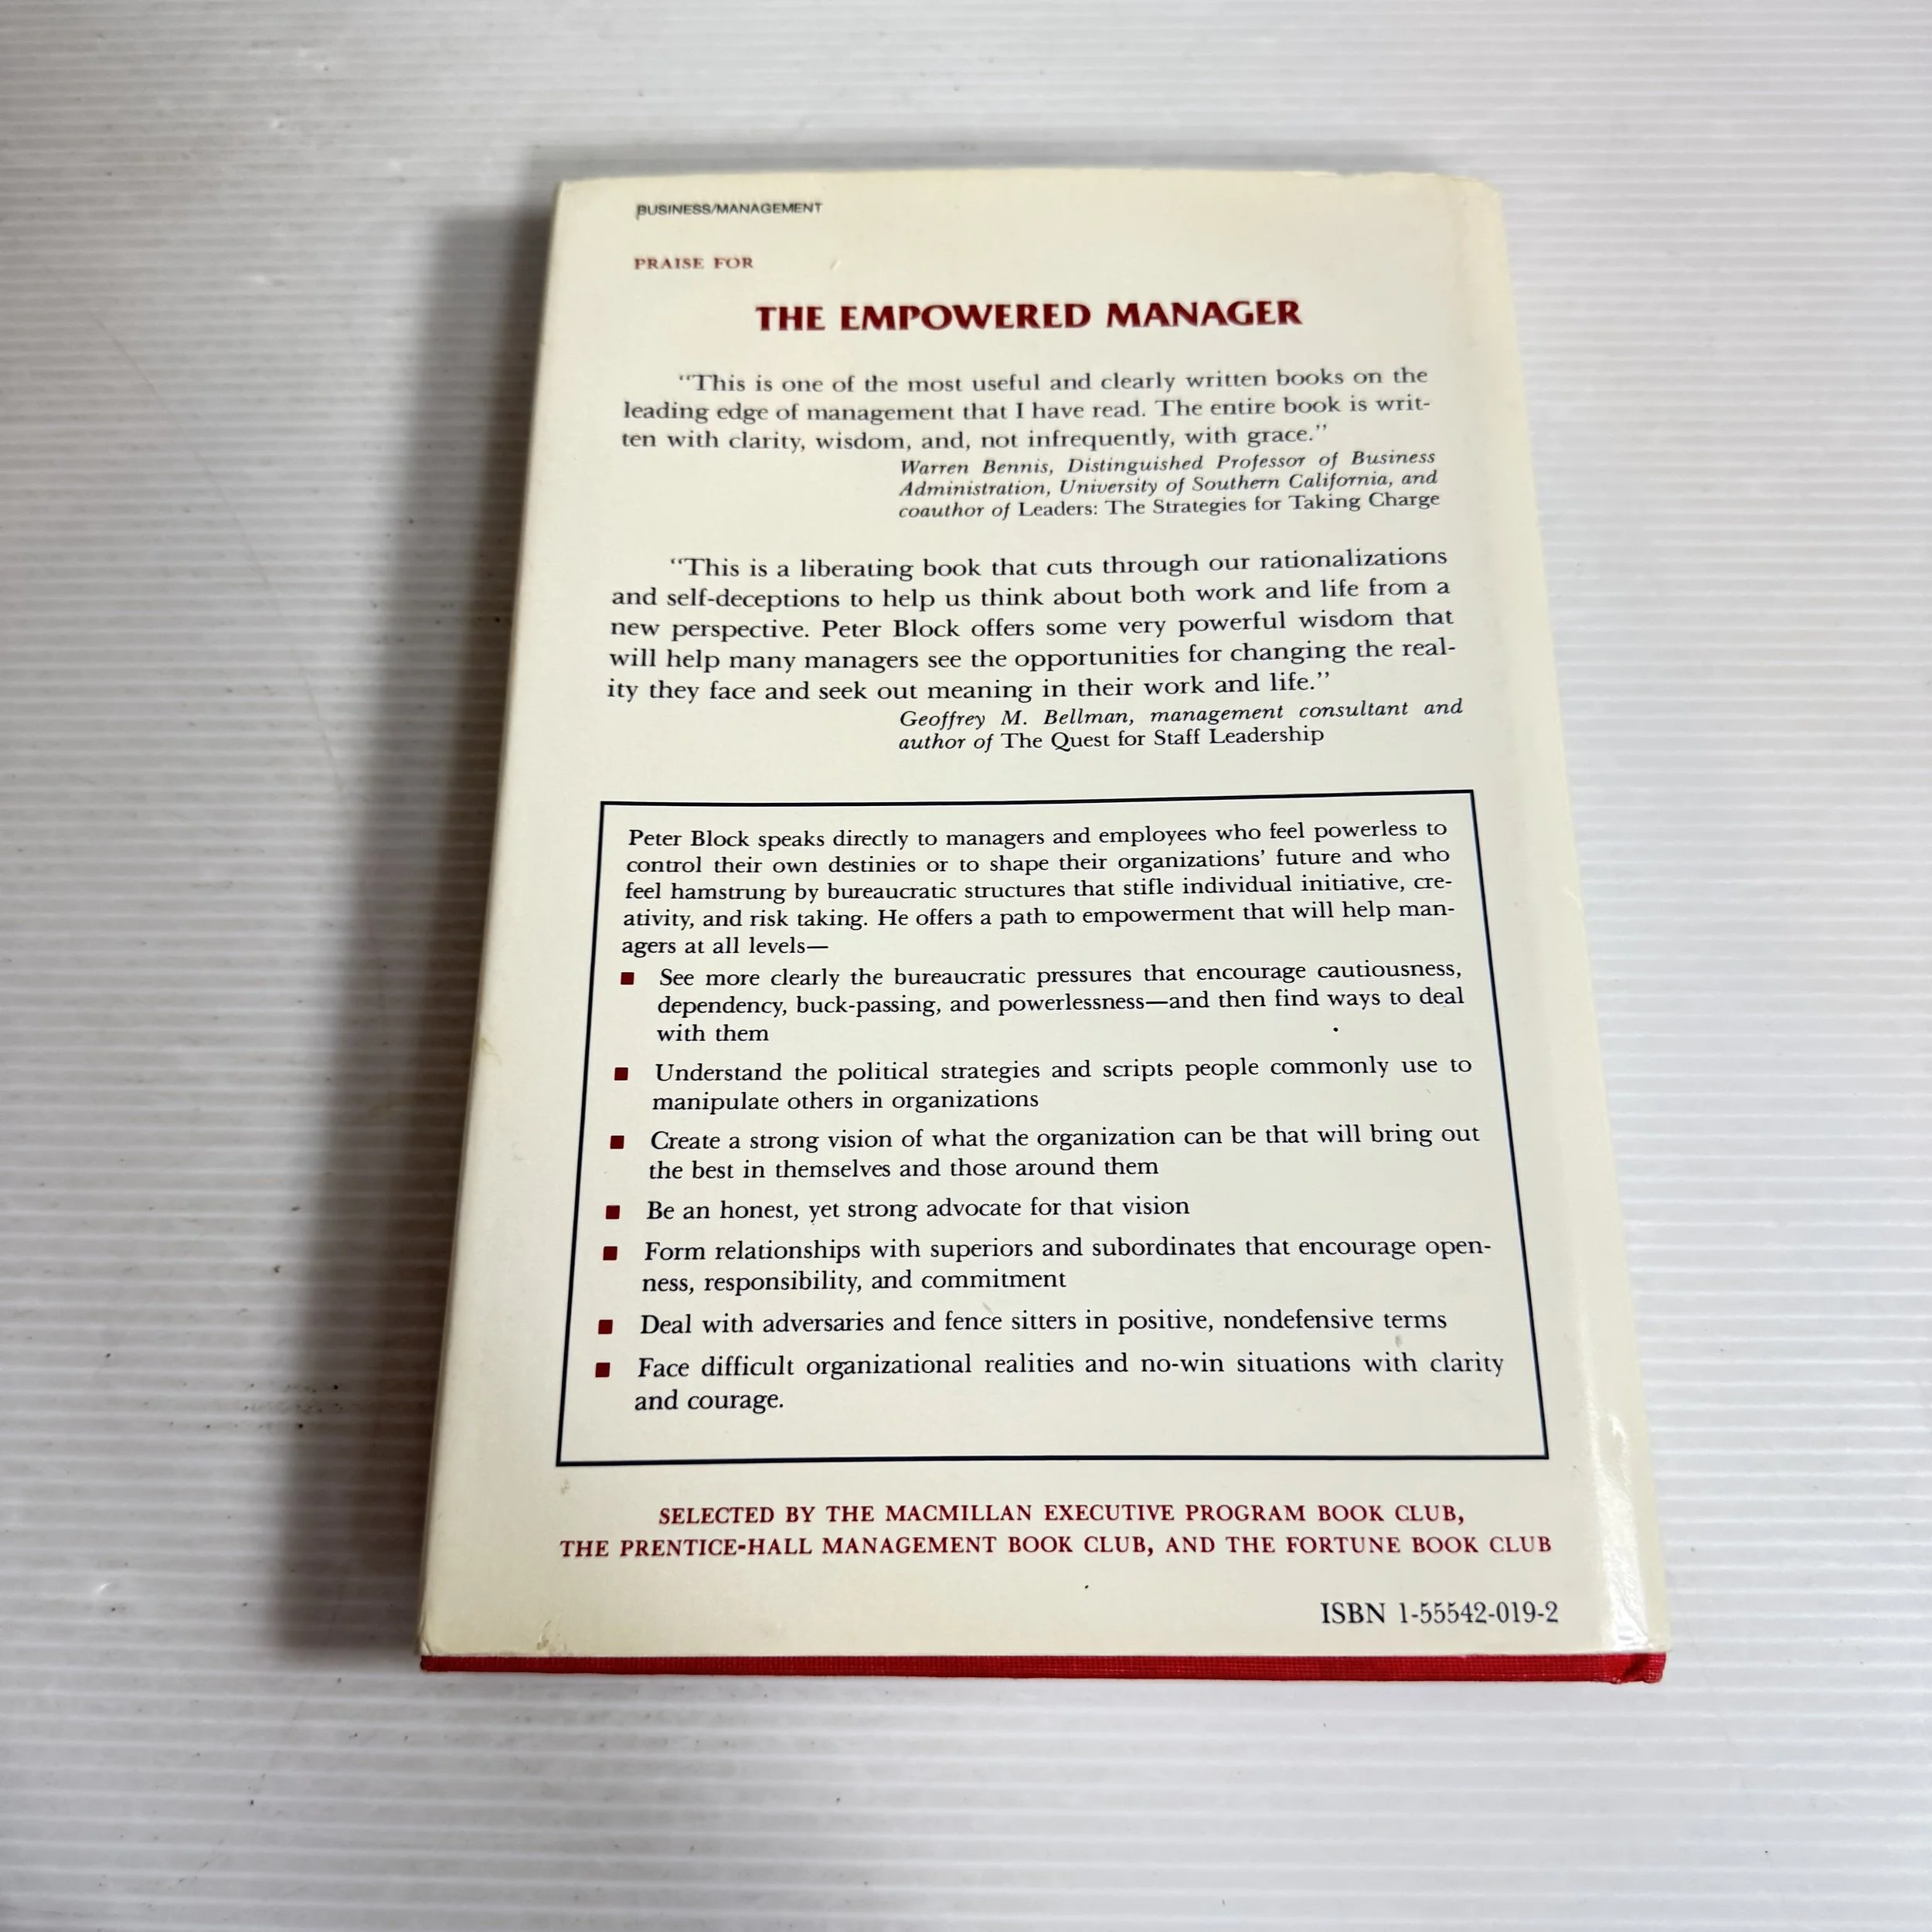 BUSINESS/MANAGEMENT
PRAISE FOR
THE EMPOWERED MANAGER
“This is one of the most useful and clearly written books on the
leading edge of management that I have read. The entire book is writ-
ten with clarity, wisdom, and, not infrequently, with grace.”
Warren Bennis, Distinguished Professor of Business
Administration, University of Southern California, and
coauthor of Leaders: The Strategies for Taking Charge
“This is a liberating book that cuts through our rationalizations
and self-deceptions to help us think about both work and life from a
new perspective. Peter Block offers some very powerful wisdom that
will help many managers see the opportunities for changing the real-
ity they face and seek out meaning in their work and life.”
Geoffrey M. Bellman, management consultant and
author of The Quest for Staff Leadership
Peter Block speaks directly to managers and employees who feel powerless to
control their own destinies or to shape their organizations’ future and who
feel hamstrung by bureaucratic structures that stifle individual initiative, cre-
ativity, and risk taking. He offers a path to empowerment that will help man-
agers at all levels—
■ See more clearly the bureaucratic pressures that encourage cautiousness,
dependency, buck-passing, and powerlessness—and then find ways to deal
with them
■ Understand the political strategies and scripts people commonly use to
manipulate others in organizations
■ Create a strong vision of what the organization can be that will bring out
the best in themselves and those around them
■ Be an honest, yet strong advocate for that vision
■ Form relationships with superiors and subordinates that encourage open-
ness, responsibility, and commitment
■ Deal with adversaries and fence sitters in positive, nondefensive terms
■ Face difficult organizational realities and no-win situations with clarity
and courage.
SELECTED BY THE MACMILLAN EXECUTIVE PROGRAM BOOK CLUB,
THE PRENTICE-HALL MANAGEMENT BOOK CLUB, AND THE FORTUNE BOOK CLUB
ISBN 1-55542-019-2